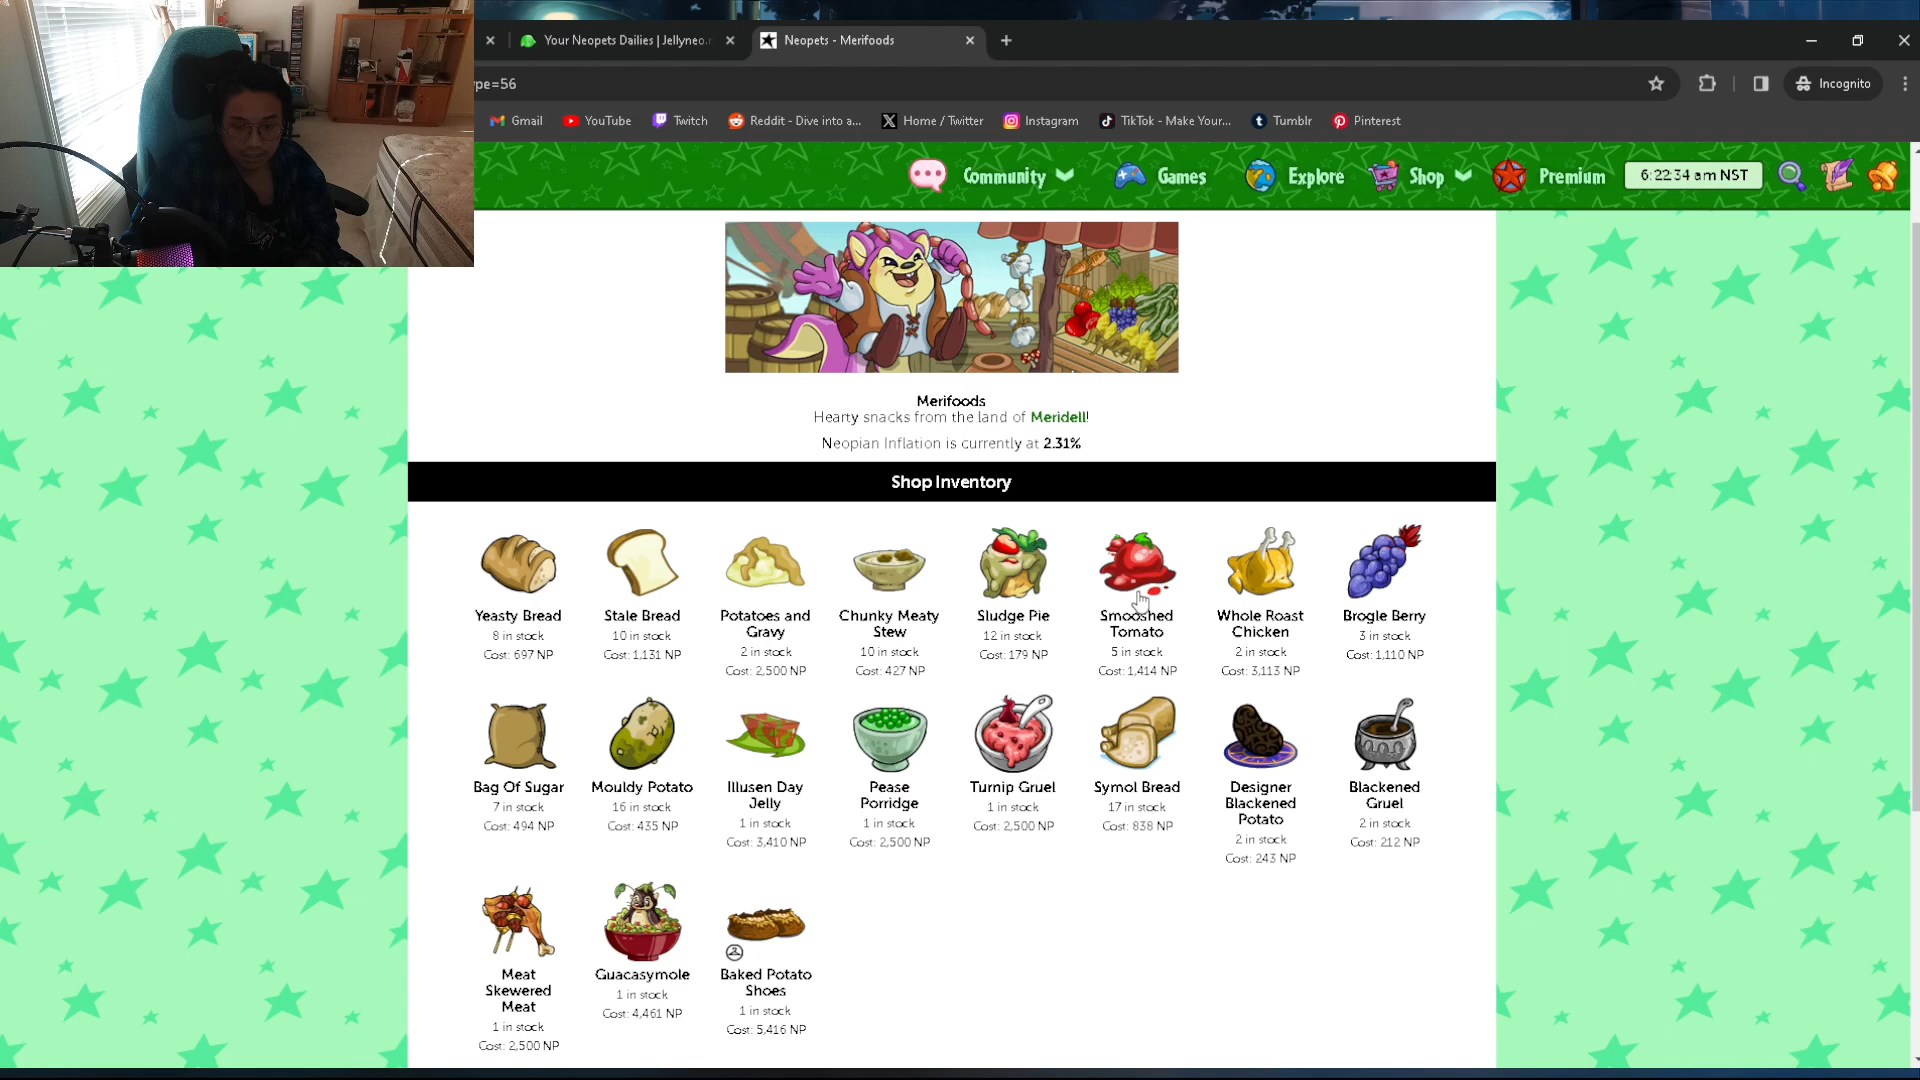 Your Neopets Dailies | Jellyneo.r
Neopets - Merifoods
ype=56
Incognito
Gmail
YouTube
Twitch
Reddit - Dive into a...
Home / Twitter
Instagram
TikTok - Make Your...
Tumblr
Pinterest
Community
Games
Explore
Shop
Premium
6:22:34 am NST
Merifoods
Hearty snacks from the land of Meridell!
Neopian Inflation is currently at 2.31%
Shop Inventory
Yeasty Bread
8 in stock
Cost: 697 NP
Stale Bread
10 in stock
Cost: 1,131 NP
Potatoes and
Gravy
2 in stock
Cost: 2,500 NP
Chunky Meaty
Stew
10 in stock
Cost: 427 NP
Sludge Pie
12 in stock
Cost: 179 NP
Smooshed
Tomato
5 in stock
Cost: 1,414 NP
Whole Roast
Chicken
2 in stock
Cost: 3,113 NP
Brogle Berry
3 in stock
Cost: 1,110 NP
Bag Of Sugar
7 in stock
Cost: 494 NP
Mouldy Potato
16 in stock
Cost: 435 NP
Illusen Day
Jelly
1 in stock
Cost: 3,410 NP
Pease
Porridge
1 in stock
Cost: 2,500 NP
Turnip Gruel
1 in stock
Cost: 2,500 NP
Symol Bread
17 in stock
Cost: 838 NP
Designer
Blackened
Potato
2 in stock
Cost: 243 NP
Blackened
Gruel
2 in stock
Cost: 212 NP
Meat
Skewered
Meat
1 in stock
Cost: 2,500 NP
Guacasymole
1 in stock
Cost: 4,461 NP
Baked Potato
Shoes
1 in stock
Cost: 5,416 NP